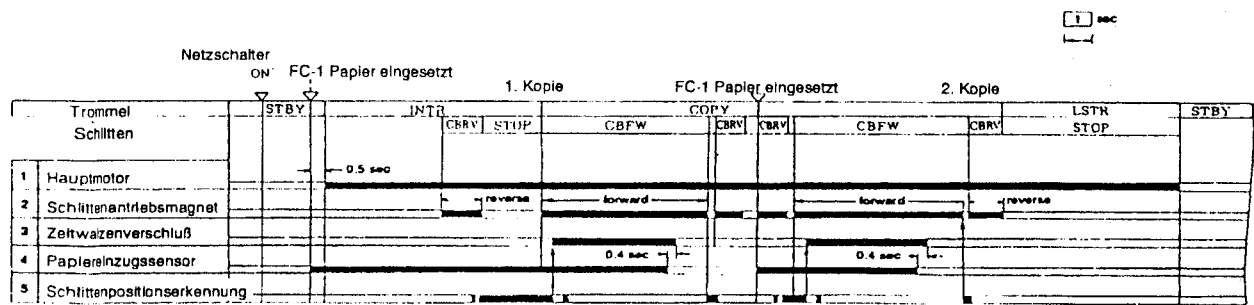 1 sec
Netzschalter
ON
FC-1 Papier eingesetzt
1. Kopie
FC-1 Papier eingesetzt
2. Kopie
Trommel STBY INTR COPY LSTR STBY
Schlitten CBRV STOP CBFW CBRV CBRV CBFW CBRV STOP
0.5 sec
1 Hauptmotor
2 Schlittenantriebsmagnet reverse forward forward reverse
3 Zeitwalzenverschluß
4 Papiereinzugssensor 0.4 sec 0.4 sec
5 Schlittenpositionserkennung